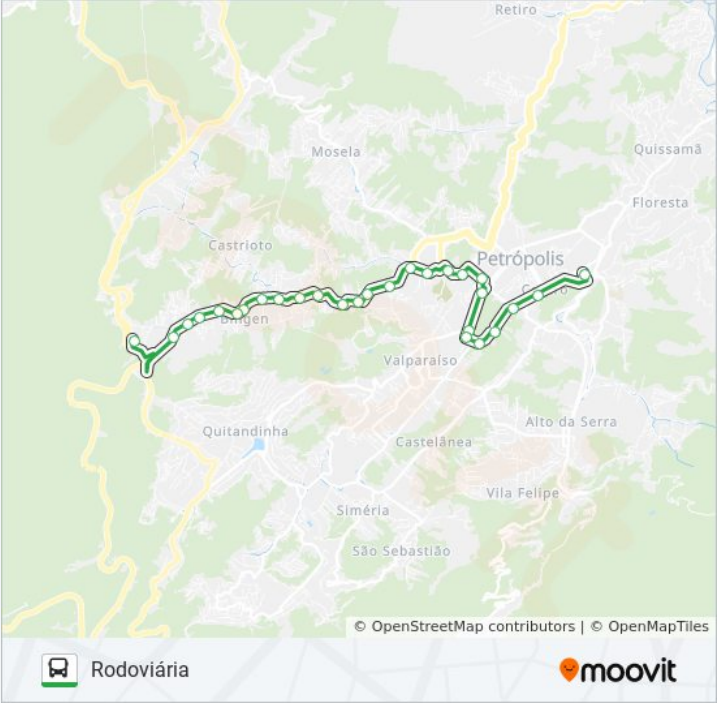 Retiro
Quissamã
Mosela
Floresta
Castrioto
Petrópolis
Centro
Bingen
Valparaíso
Alto da Serra
Quitandinha
Castelânea
Vila Felipe
Siméria
São Sebastião
© OpenStreetMap contributors | © OpenMapTiles
Rodoviária
moovit